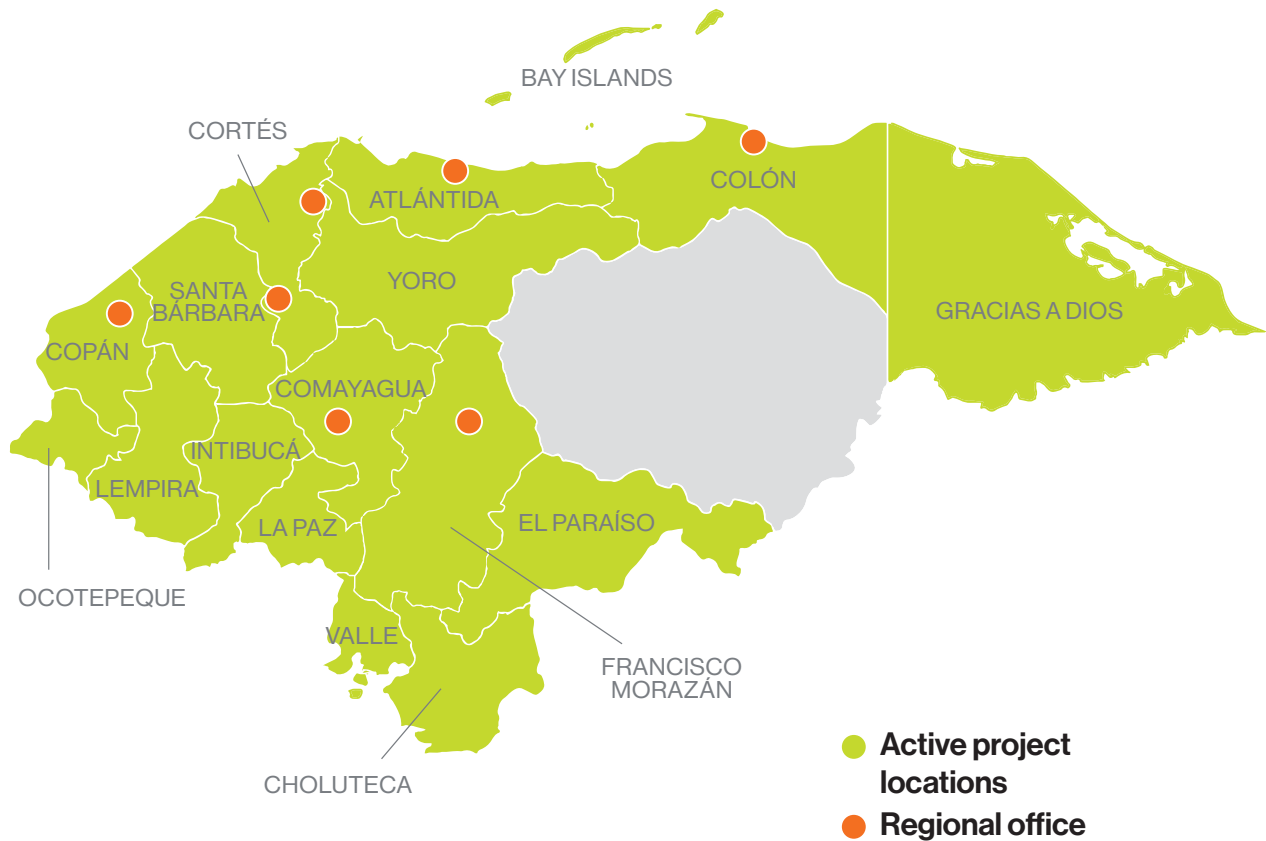 BAY ISLANDS
CORTÉS
COLÓN
ATLÁNTIDA
YORO
SANTA
BÁRBARA
GRACIAS A DIOS
COPÁN
COMAYAGUA
INTIBUCÁ
LEMPIRA
LA PAZ
EL PARAÍSO
OCOTEPEQUE
VALLE
FRANCISCO
MORAZÁN
CHOLUTECA
Active project
locations
Regional office